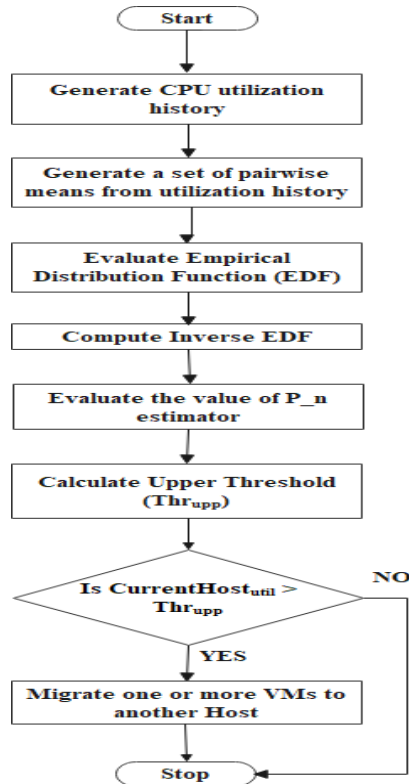 Start
Generate CPU utilization
history
Generate a set of pairwise
means from utilization history
Evaluate Empirical
Distribution Function (EDF)
Compute Inverse EDF
Evaluate the value of P_n
estimator
Calculate Upper Threshold
(Thrupp)
Is CurrentHostutil >
Thrupp
NO
YES
Migrate one or more VMs to
another Host
Stop